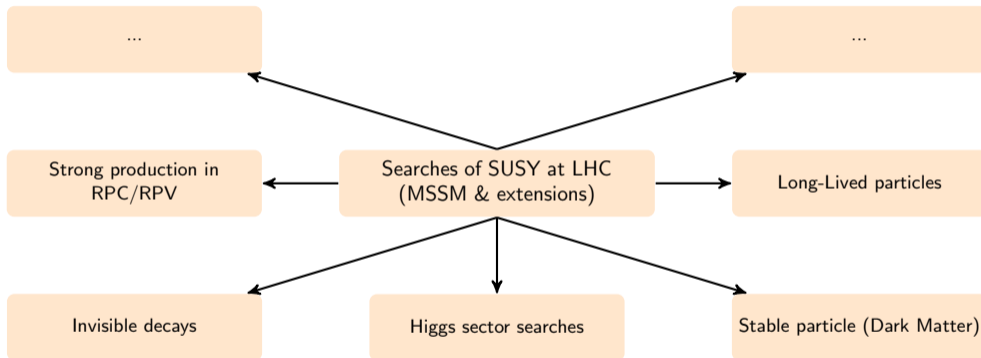 ...
...
Strong production in
RPC/RPV
Searches of SUSY at LHC
(MSSM & extensions)
Long-Lived particles
Invisible decays
Higgs sector searches
Stable particle (Dark Matter)